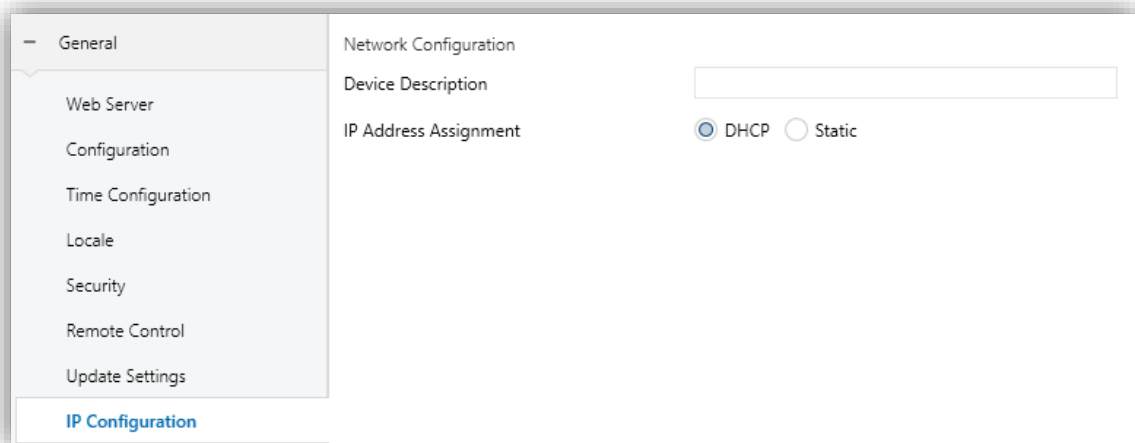 General
Web Server
Configuration
Time Configuration
Locale
Security
Remote Control
Update Settings
IP Configuration
Network Configuration
Device Description
IP Address Assignment DHCP Static